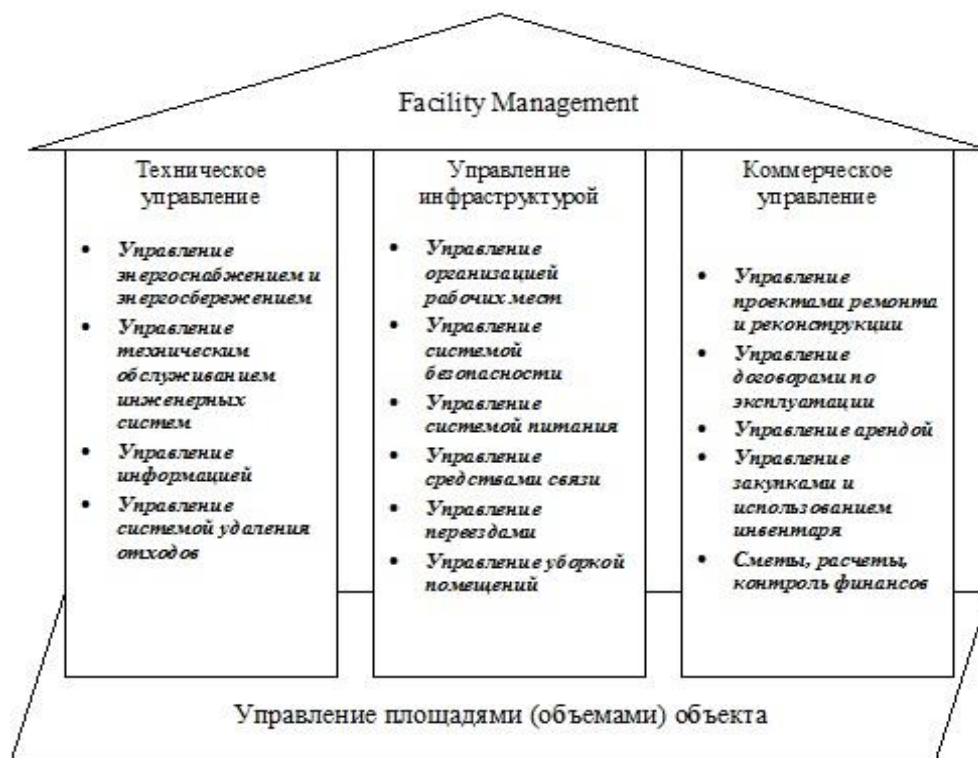 Facility Management
Техническое
управление
• Управление
энергоснабжением и
энергосбережением
• Управление
техническим
обслуживанием
инженерных
систем
• Управление
информацией
• Управление
системой удаления
отходов
Управление
инфраструктурой
• Управление
организацией
рабочих мест
• Управление
системой
безопасности
• Управление
системой питания
• Управление
средствами связи
• Управление
переездами
• Управление уборкой
помещений
Коммерческое
управление
• Управление
проектами ремонта
и реконструкции
• Управление
договорами по
эксплуатации
• Управление арендой
• Управление
закупками и
использованием
инвентаря
• Сметы, расчеты,
контроль финансов
Управление площадями (объемами) объекта